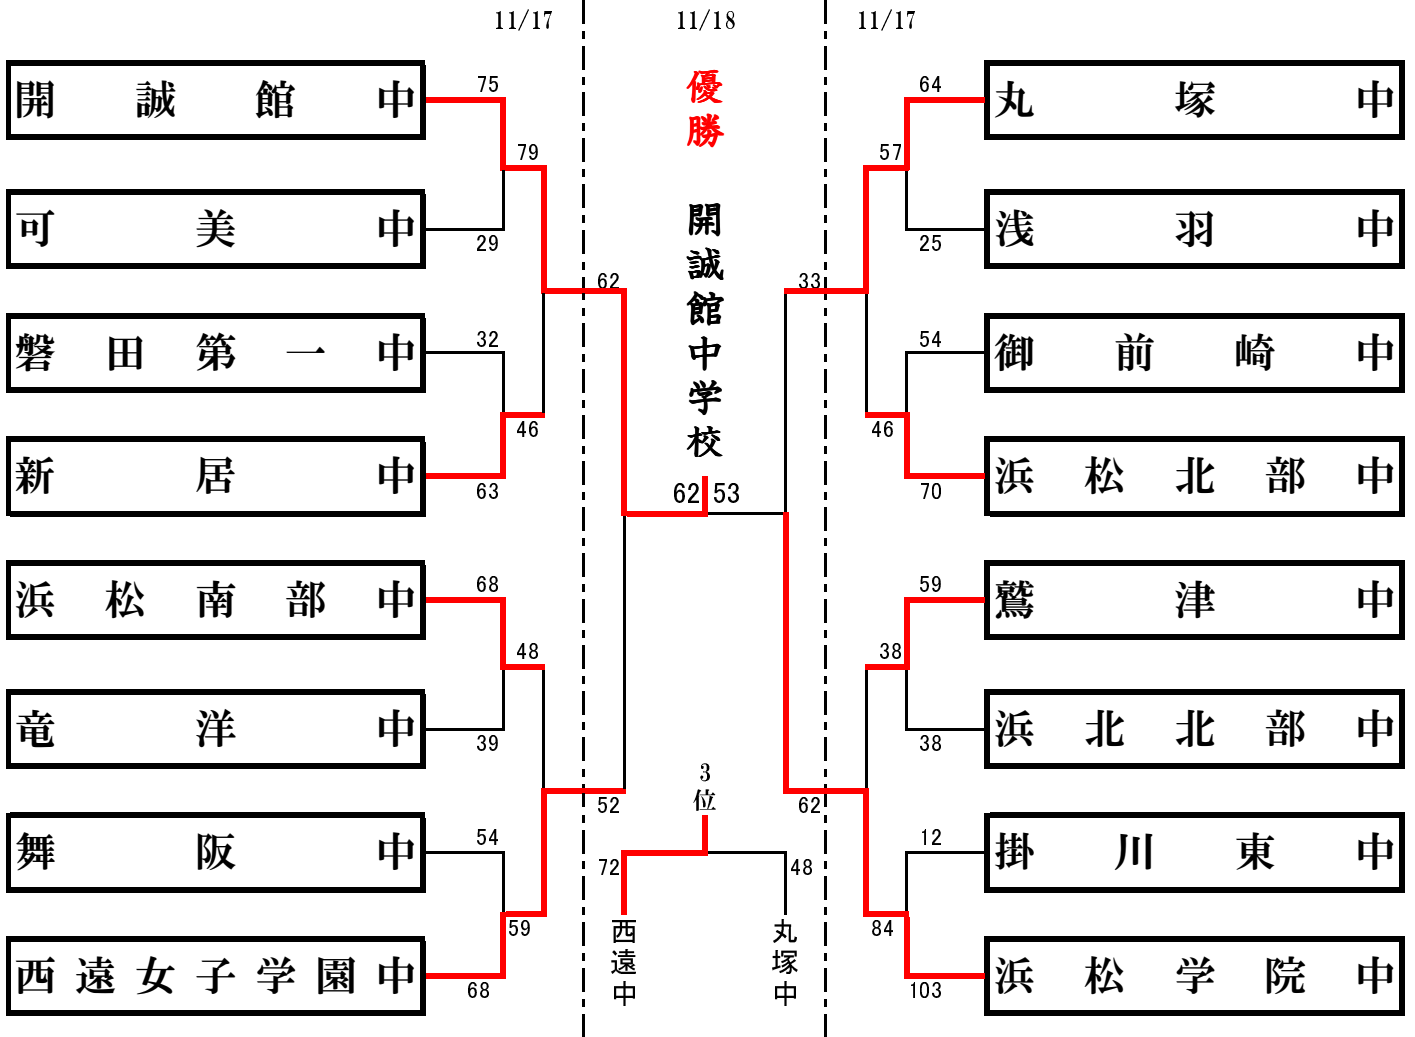 11/17
11/18
11/17
優勝
開誠館中学校
開誠館中
75
79
可美中
29
62
磐田第一中
32
46
新居中
63
浜松南部中
68
48
竜洋中
39
52
舞阪中
54
59
西遠女子学園中
68
62 53
3位
72
48
西遠中
丸塚中
64
丸塚中
57
25
浅羽中
33
54
御前崎中
46
70
浜松北部中
59
鷲津中
38
38
浜北北部中
62
12
掛川東中
84
103
浜松学院中